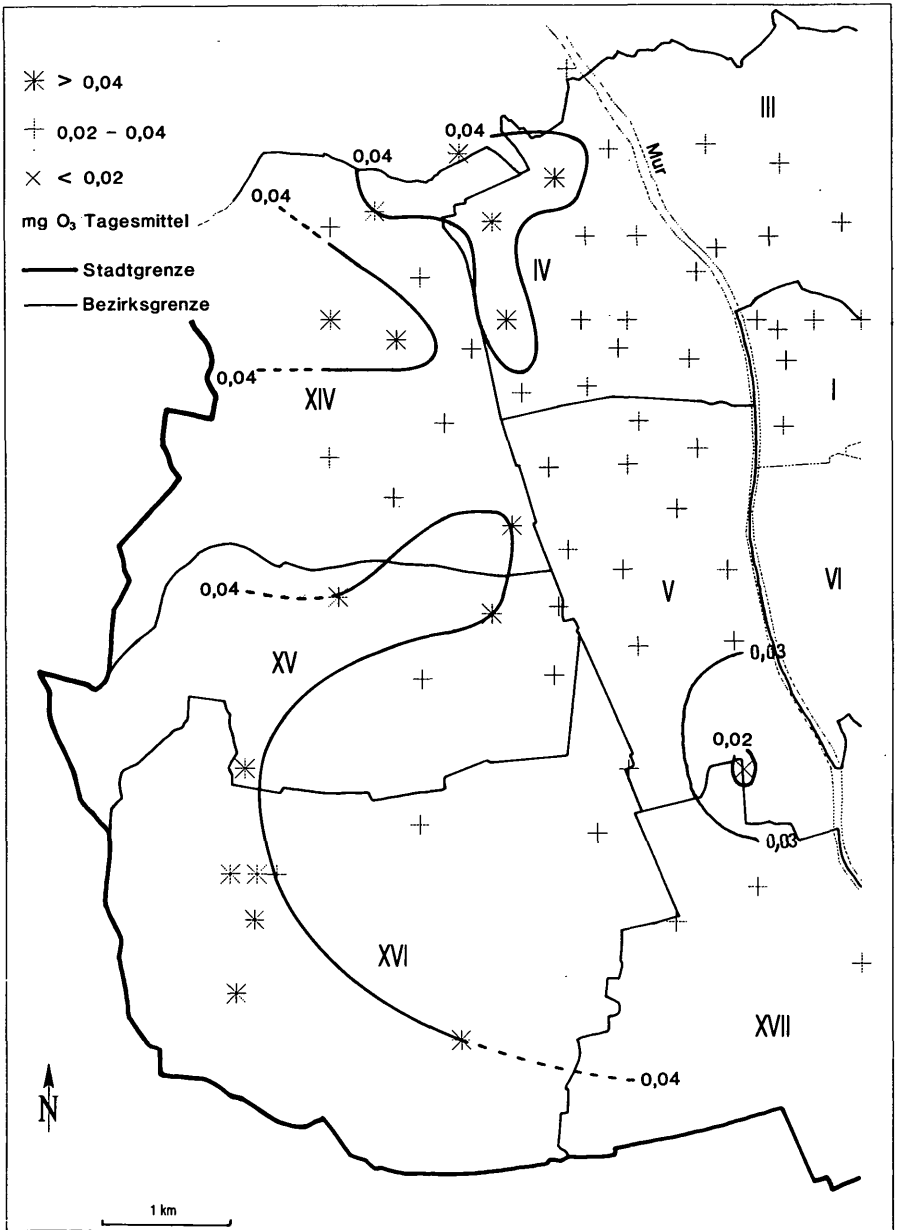 > 0,04
0,02 – 0,04
< 0,02
mg O₃ Tagesmittel
Stadtgrenze
Bezirksgrenze
0,04
0,04
0,04
0,04
Mur
III
IV
XIV
I
0,04
V
VI
XV
0,03
0,02
0,03
XVI
XVII
0,04
N
1 km